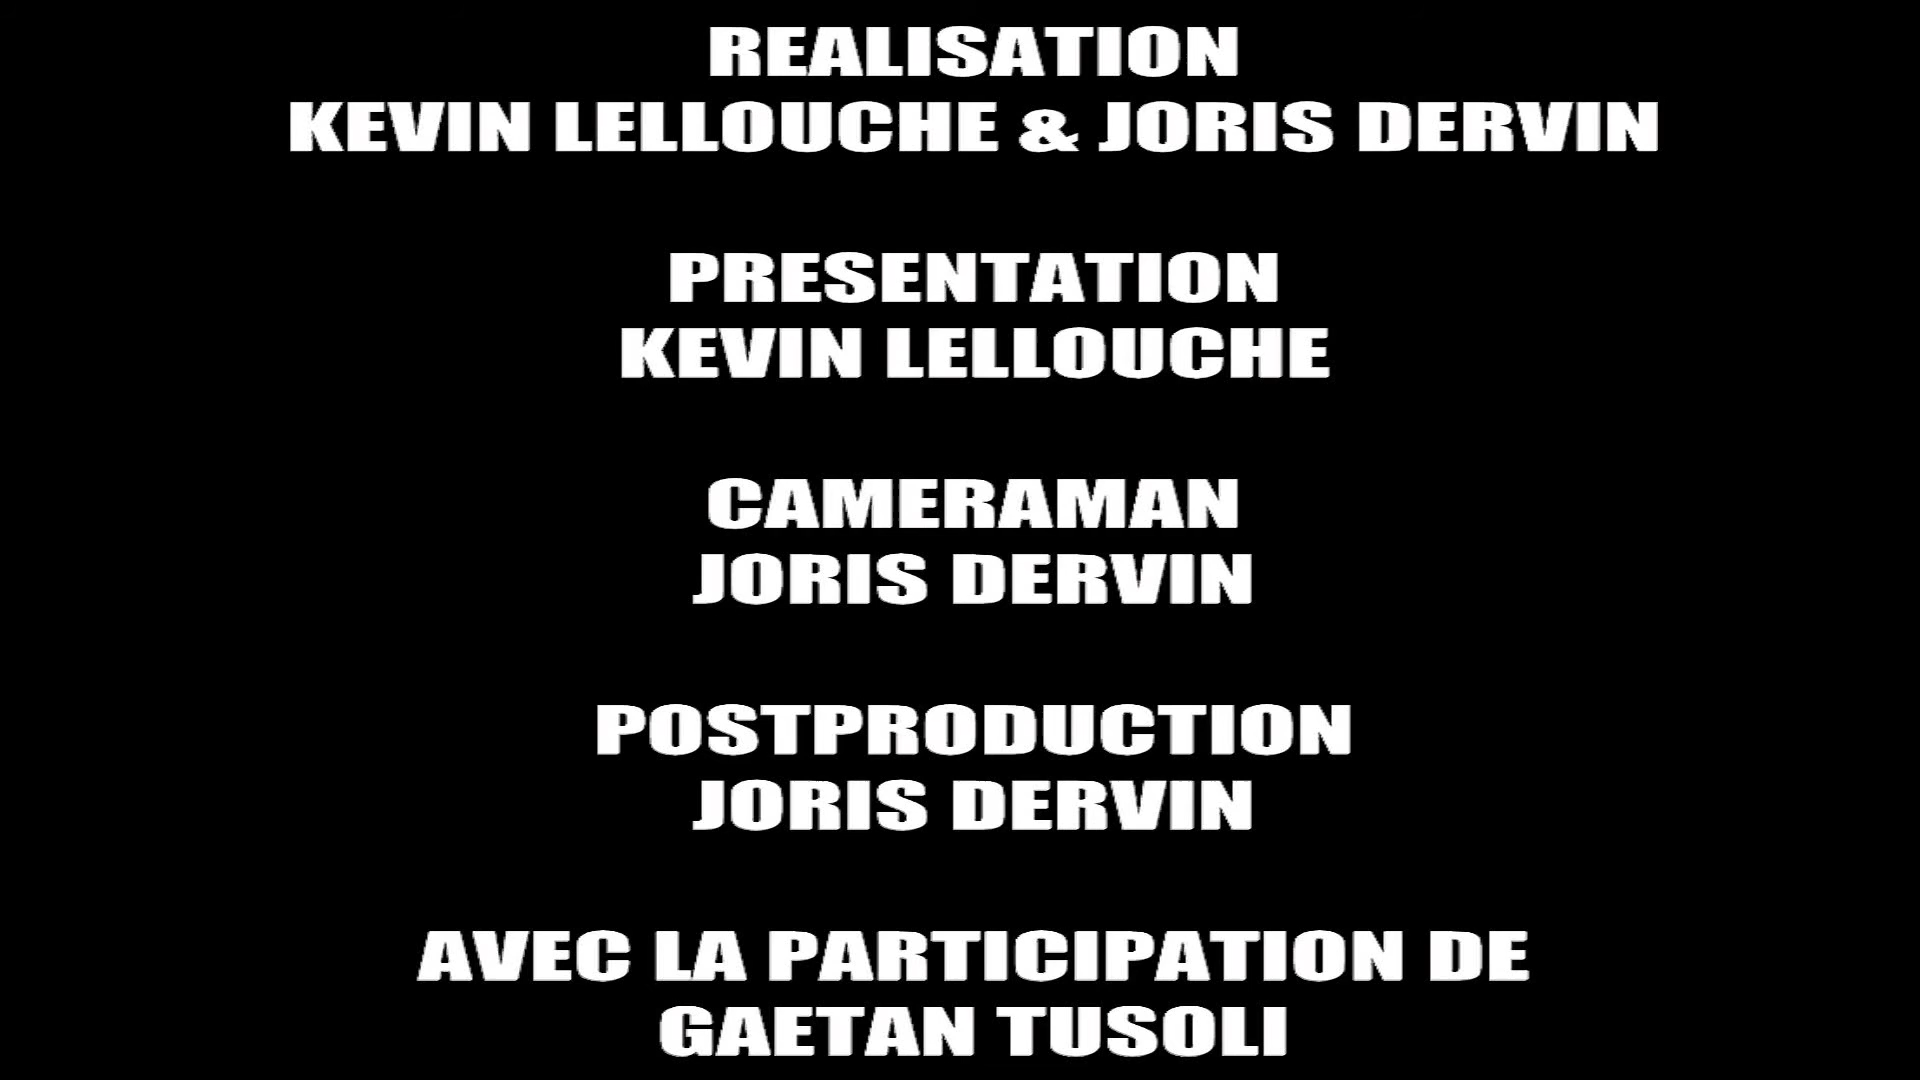 REALISATION
KEVIN LELLOUCHE & JORIS DERVIN
PRESENTATION
KEVIN LELLOUCHE
CAMERAMAN
JORIS DERVIN
POSTPRODUCTION
JORIS DERVIN
AVEC LA PARTICIPATION DE
GAETAN TUSOLI